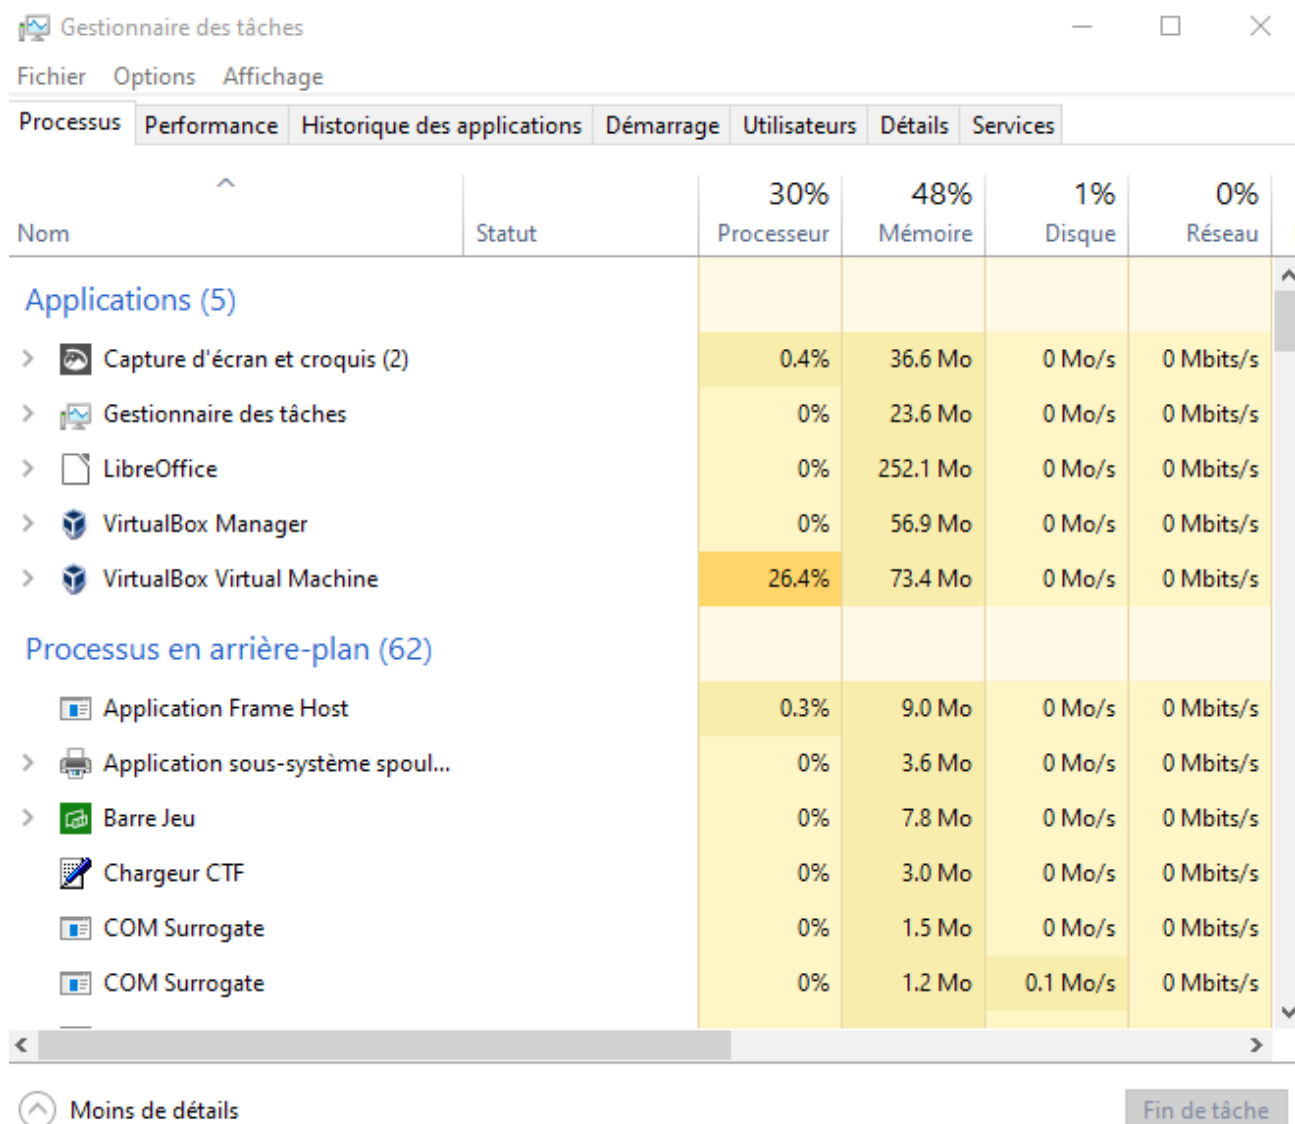 Gestionnaire des tâches
Fichier Options Affichage
Processus Performance Historique des applications Démarrage Utilisateurs Détails Services
30% 48% 1% 0%
Nom Statut Processeur Mémoire Disque Réseau
Applications (5)
Capture d'écran et croquis (2) 0.4% 36.6 Mo 0 Mo/s 0 Mbits/s
Gestionnaire des tâches 0% 23.6 Mo 0 Mo/s 0 Mbits/s
LibreOffice 0% 252.1 Mo 0 Mo/s 0 Mbits/s
VirtualBox Manager 0% 56.9 Mo 0 Mo/s 0 Mbits/s
VirtualBox Virtual Machine 26.4% 73.4 Mo 0 Mo/s 0 Mbits/s
Processus en arrière-plan (62)
Application Frame Host 0.3% 9.0 Mo 0 Mo/s 0 Mbits/s
Application sous-système spoul... 0% 3.6 Mo 0 Mo/s 0 Mbits/s
Barre Jeu 0% 7.8 Mo 0 Mo/s 0 Mbits/s
Chargeur CTF 0% 3.0 Mo 0 Mo/s 0 Mbits/s
COM Surrogate 0% 1.5 Mo 0 Mo/s 0 Mbits/s
COM Surrogate 0% 1.2 Mo 0.1 Mo/s 0 Mbits/s
Moins de détails Fin de tâche